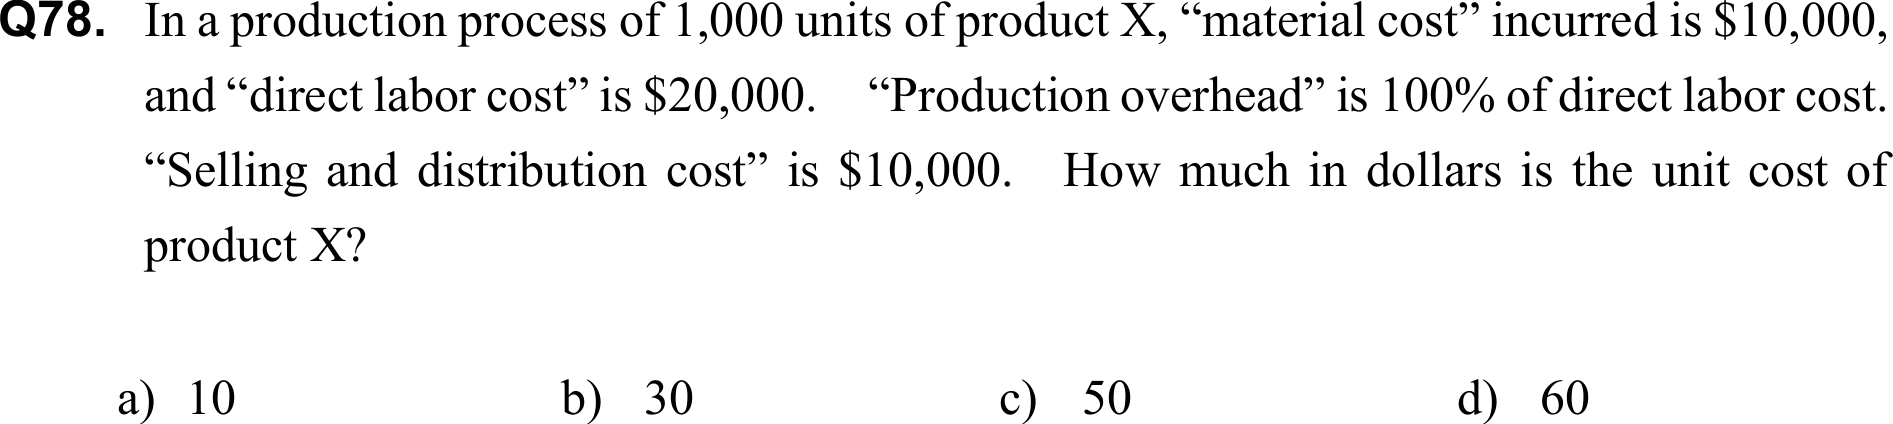 Q78. In a production process of 1,000 units of product X, “material cost” incurred is $10,000,
and “direct labor cost” is $20,000. “Production overhead” is 100% of direct labor cost.
“Selling and distribution cost” is $10,000. How much in dollars is the unit cost of
product X?
a) 10 b) 30 c) 50 d) 60